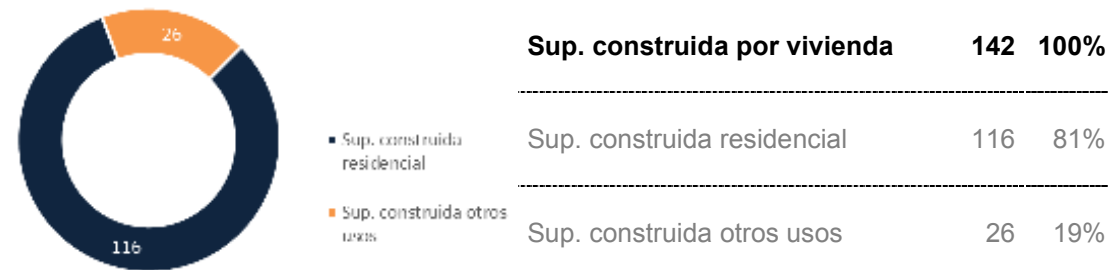 26
116
Sup. construida
residencial
Sup. construida otros
usos
Sup. construida por vivienda 142 100%
Sup. construida residencial 116 81%
Sup. construida otros usos 26 19%